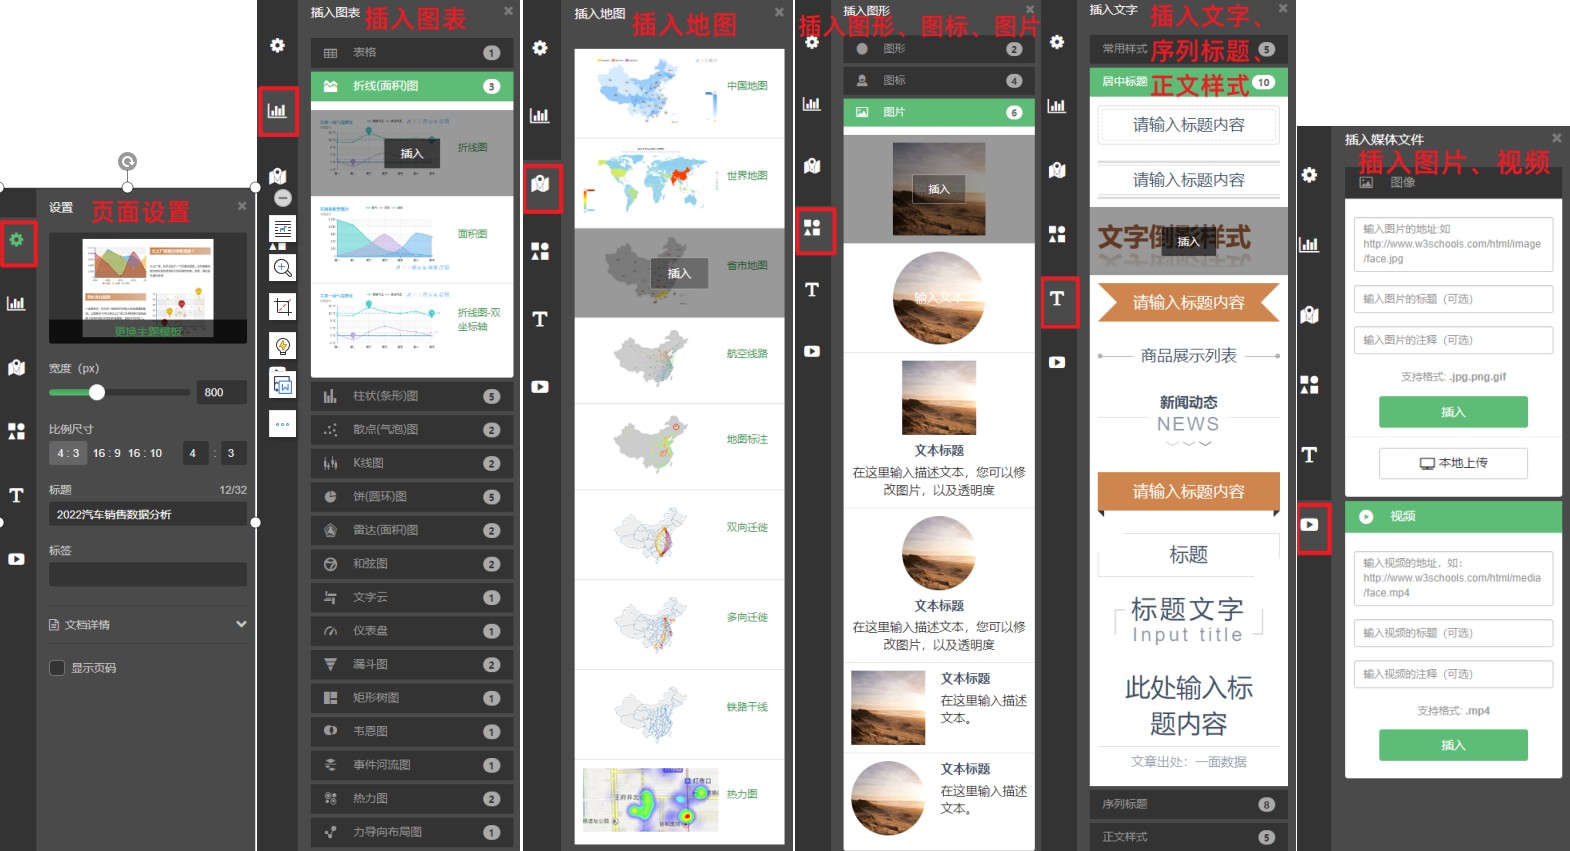 设置
页面设置
更换主题模板
宽度（px）
800
比例尺寸
4 : 3 16 : 9 16 : 10 4 : 3
标题 12/32
2022汽车销售数据分析
标签
文档详情
显示页码
插入图表
插入图表
表格 1
折线(面积)图 3
插入
折线图
面积图
折线图-双
坐标轴
柱状(条形)图 5
散点(气泡)图 2
K线图 2
饼(圆环)图 5
雷达(面积)图 2
和弦图 2
文字云 1
仪表盘 1
漏斗图 2
矩形树图 1
韦恩图 1
事件河流图 1
热力图 2
力导向布局图 1
插入地图
插入地图
中国地图
世界地图
插入
省市地图
航空线路
地图标注
双向迁徙
多向迁徙
铁路干线
热力图
灯市口
王府井北
插入图形
插入图形、图标、图片
图形 2
图标 4
图片 6
插入
输入文本
文本标题
在这里输入描述文本，您可以修
改图片，以及透明度
文本标题
在这里输入描述文本，您可以修
改图片，以及透明度
文本标题
在这里输入描述
文本。
文本标题
在这里输入描述
文本。
插入文字
插入文字、
序列标题、
正文样式
常用样式 5
居中标题 10
请输入标题内容
请输入标题内容
文字倒影样式
插入
请输入标题内容
商品展示列表
新闻动态
NEWS
请输入标题内容
标题
标题文字
Input title
此处输入标
题内容
文章出处：一面数据
序列标题 8
正文样式 5
插入媒体文件
插入图片、视频
图像
输入图片的地址:如
http://www.w3schools.com/html/image
/face.jpg
输入图片的标题（可选）
输入图片的注释（可选）
支持格式: .jpg.png.gif
插入
本地上传
视频
输入视频的地址，如：
http://www.w3schools.com/html/media
/face.mp4
输入视频的标题（可选）
输入视频的注释（可选）
支持格式: .mp4
插入